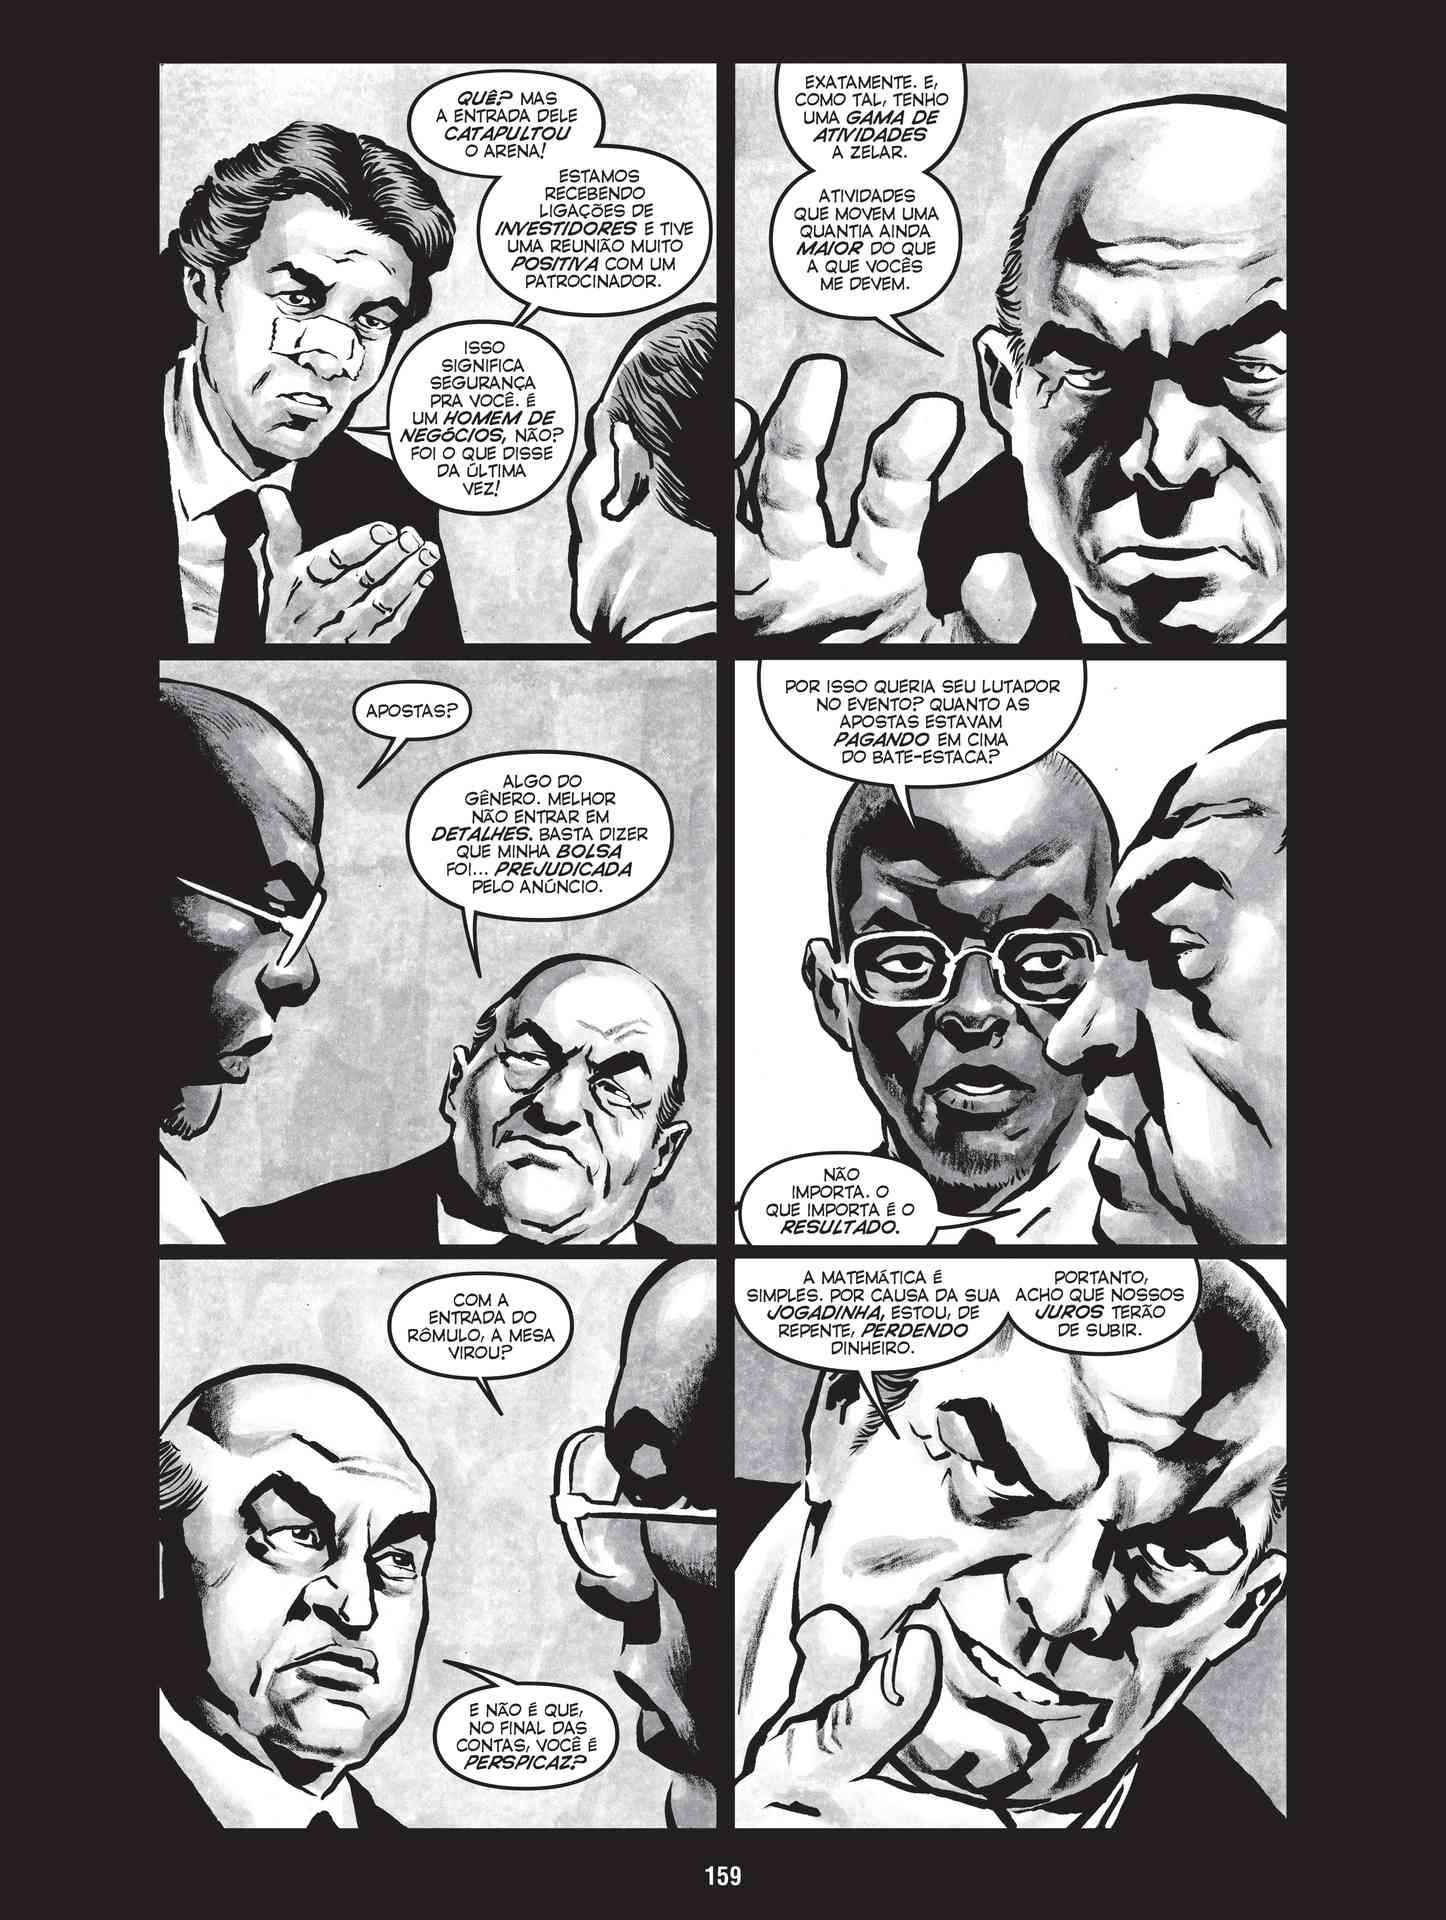 QUÊ? MAS
A ENTRADA DELE
CATAPULTOU
O ARENA!
ESTAMOS
RECEBENDO
LIGAÇÕES DE
INVESTIDORES E TIVE
UMA REUNIÃO MUITO
POSITIVA COM UM
PATROCINADOR.
ISSO
SIGNIFICA
SEGURANÇA
PRA VOCÊ. É
UM HOMEM DE
NEGÓCIOS, NÃO?
FOI O QUE DISSE
DA ÚLTIMA
VEZ!
EXATAMENTE. E,
COMO TAL, TENHO
UMA GAMA DE
ATIVIDADES
A ZELAR.
ATIVIDADES
QUE MOVEM UMA
QUANTIA AINDA
MAIOR DO QUE
A QUE VOCÊS
ME DEVEM.
APOSTAS?
ALGO DO
GÊNERO. MELHOR
NÃO ENTRAR EM
DETALHES. BASTA DIZER
QUE MINHA BOLSA
FOI... PREJUDICADA
PELO ANÚNCIO.
POR ISSO QUERIA SEU LUTADOR
NO EVENTO? QUANTO AS
APOSTAS ESTAVAM
PAGANDO EM CIMA
DO BATE-ESTACA?
NÃO
IMPORTA. O
QUE IMPORTA É O
RESULTADO.
COM A
ENTRADA DO
RÔMULO, A MESA
VIROU?
E NÃO É QUE,
NO FINAL DAS
CONTAS, VOCÊ É
PERSPICAZ?
A MATEMÁTICA É
SIMPLES. POR CAUSA DA SUA
JOGADINHA, ESTOU, DE
REPENTE, PERDENDO
DINHEIRO.
PORTANTO,
ACHO QUE NOSSOS
JUROS TERÃO
DE SUBIR.
159